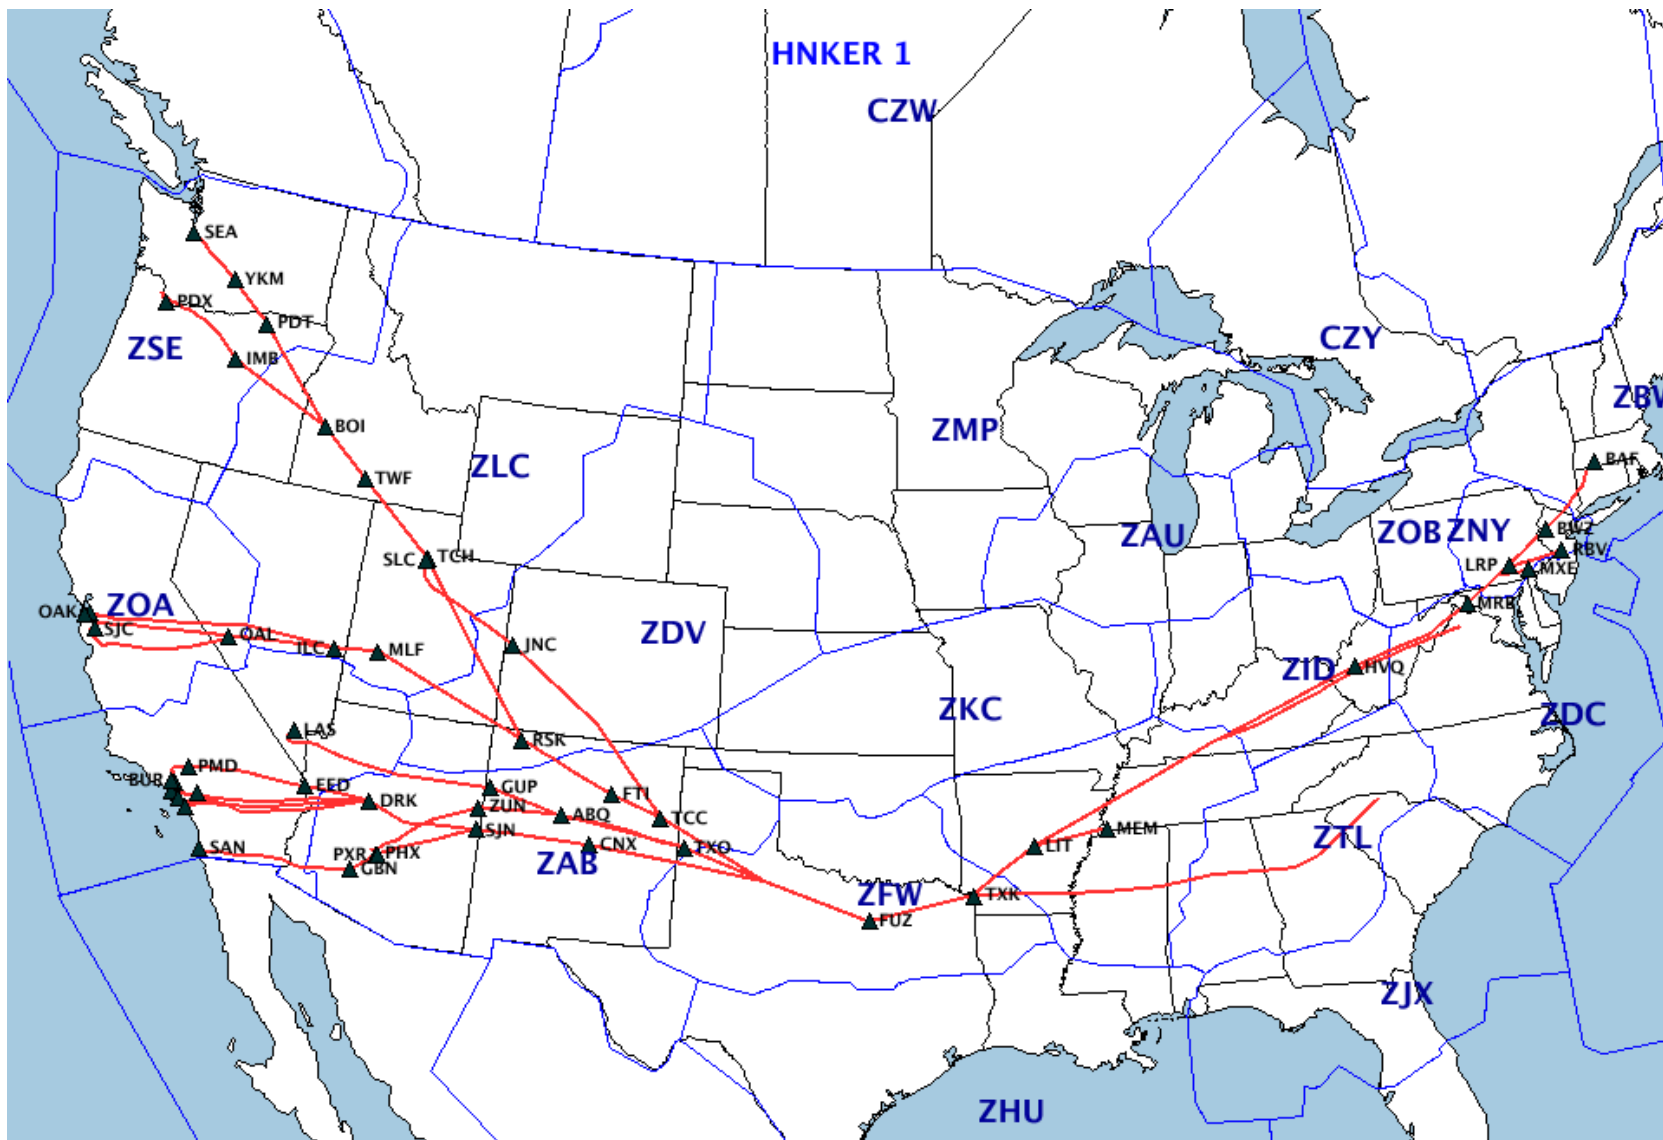 HNKER 1
CZW
SEA
YKM
PDX
PDT
CZY
ZSE
IMB
ZBW
BOI
ZMP
ZLC
BAF
TWF
ZAU
ZOB
ZNY
BWZ
SLC
TCH
RBV
LRP
MXE
OAK
ZOA
MRB
SJC
ZDV
OAL
ILC
MLF
JNC
ZID
HVQ
ZKC
ZDC
LAS
RSK
PMD
BUR
EED
GUP
DRK
FTI
ZUN
ABQ
TCC
SJN
MEM
ZTL
SAN
PXR
PHX
CNX
TXO
LIT
GBN
ZAB
ZFW
TXK
FUZ
ZJX
ZHU